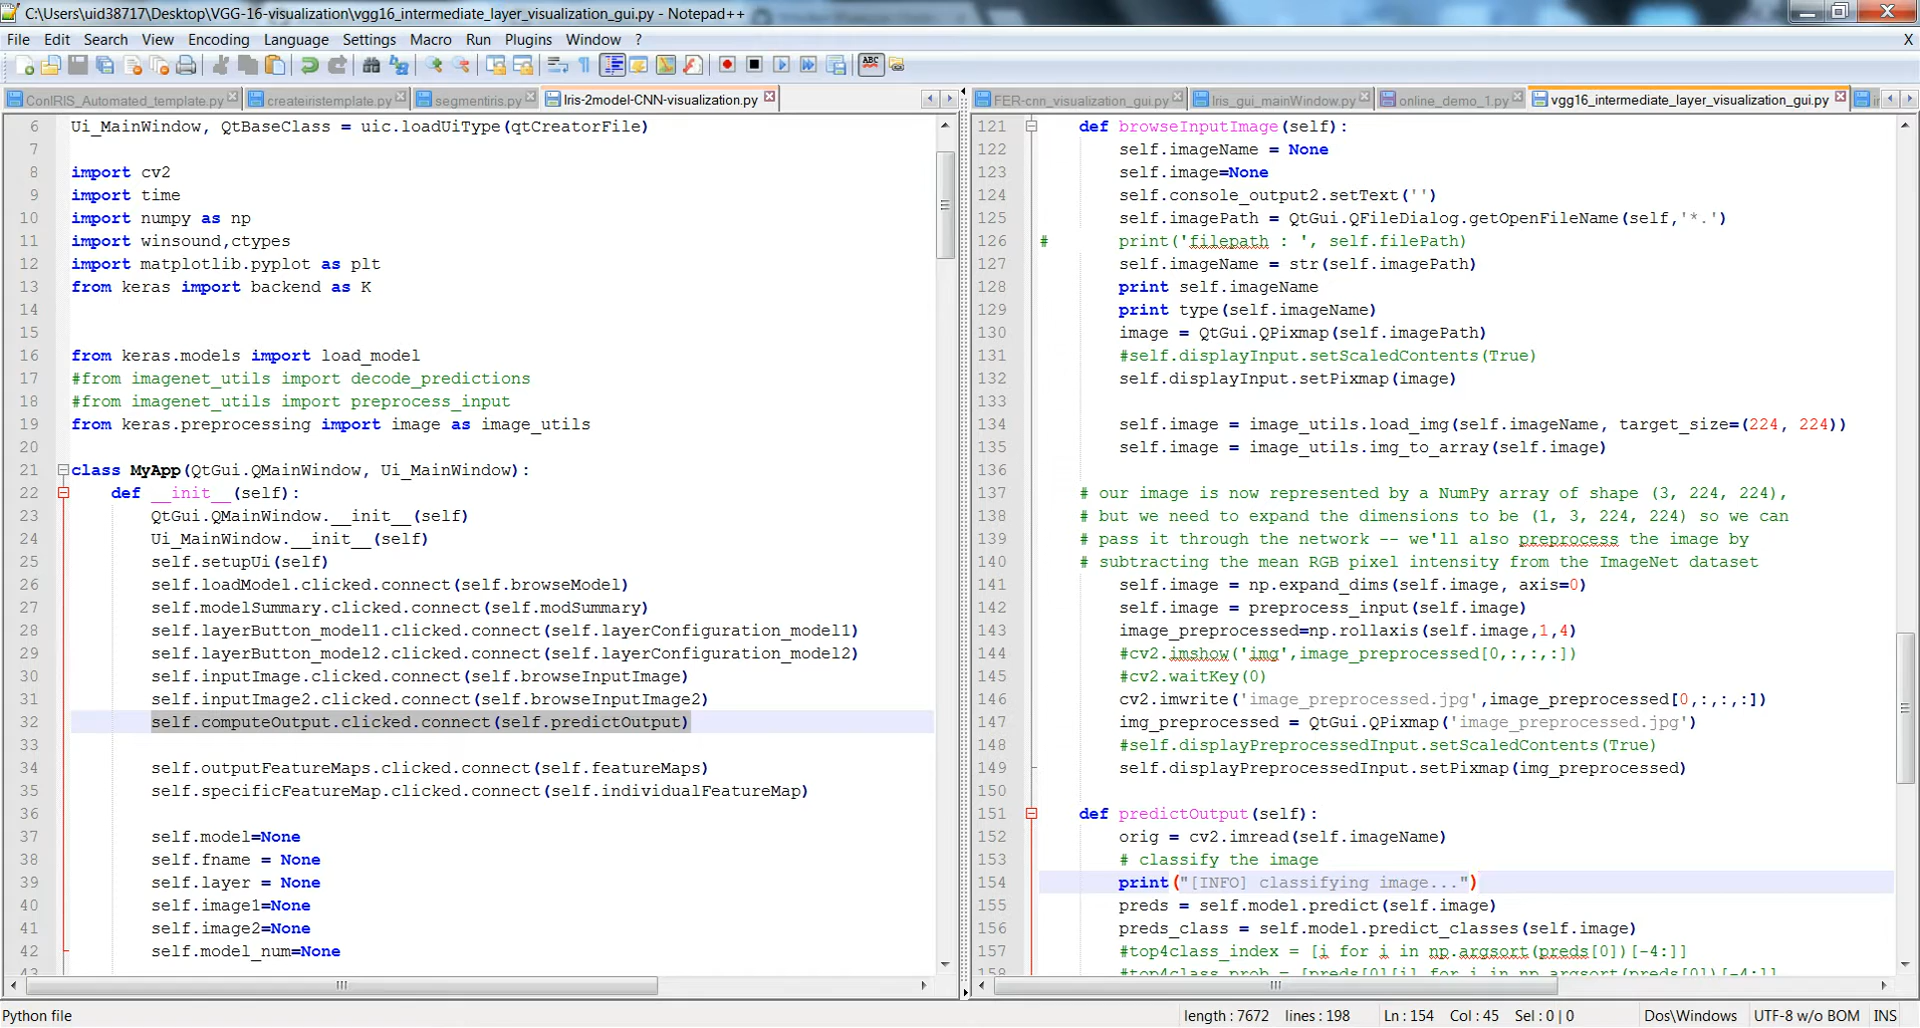 C:\Users\uid38717\Desktop\VGG-16-visualization\vgg16_intermediate_layer_visualization_gui.py - Notepad++
File Edit Search View Encoding Language Settings Macro Run Plugins Window ?
X
ABC
ConIRIS_Automated_template.py createiristemplate.py segmentiris.py Iris-2model-CNN-visualization.py
FER-cnn_visualization_gui.py Iris_gui_mainWindow.py online_demo_1.py vgg16_intermediate_layer_visualization_gui.py
6 Ui_MainWindow, QtBaseClass = uic.loadUiType(qtCreatorFile)
7
8 import cv2
9 import time
10 import numpy as np
11 import winsound,ctypes
12 import matplotlib.pyplot as plt
13 from keras import backend as K
14
15
16 from keras.models import load_model
17 #from imagenet_utils import decode_predictions
18 #from imagenet_utils import preprocess_input
19 from keras.preprocessing import image as image_utils
20
21 class MyApp(QtGui.QMainWindow, Ui_MainWindow):
22 def __init__(self):
23 QtGui.QMainWindow.__init__(self)
24 Ui_MainWindow.__init__(self)
25 self.setupUi(self)
26 self.loadModel.clicked.connect(self.browseModel)
27 self.modelSummary.clicked.connect(self.modSummary)
28 self.layerButton_model1.clicked.connect(self.layerConfiguration_model1)
29 self.layerButton_model2.clicked.connect(self.layerConfiguration_model2)
30 self.inputImage.clicked.connect(self.browseInputImage)
31 self.inputImage2.clicked.connect(self.browseInputImage2)
32 self.computeOutput.clicked.connect(self.predictOutput)
33
34 self.outputFeatureMaps.clicked.connect(self.featureMaps)
35 self.specificFeatureMap.clicked.connect(self.individualFeatureMap)
36
37 self.model=None
38 self.fname = None
39 self.layer = None
40 self.image1=None
41 self.image2=None
42 self.model_num=None
43
121 def browseInputImage(self):
122 self.imageName = None
123 self.image=None
124 self.console_output2.setText('')
125 self.imagePath = QtGui.QFileDialog.getOpenFileName(self,'*.')
126 # print('filepath : ', self.filePath)
127 self.imageName = str(self.imagePath)
128 print self.imageName
129 print type(self.imageName)
130 image = QtGui.QPixmap(self.imagePath)
131 #self.displayInput.setScaledContents(True)
132 self.displayInput.setPixmap(image)
133
134 self.image = image_utils.load_img(self.imageName, target_size=(224, 224))
135 self.image = image_utils.img_to_array(self.image)
136
137 # our image is now represented by a NumPy array of shape (3, 224, 224),
138 # but we need to expand the dimensions to be (1, 3, 224, 224) so we can
139 # pass it through the network -- we'll also preprocess the image by
140 # subtracting the mean RGB pixel intensity from the ImageNet dataset
141 self.image = np.expand_dims(self.image, axis=0)
142 self.image = preprocess_input(self.image)
143 image_preprocessed=np.rollaxis(self.image,1,4)
144 #cv2.imshow('img',image_preprocessed[0,:,:,:])
145 #cv2.waitKey(0)
146 cv2.imwrite('image_preprocessed.jpg',image_preprocessed[0,:,:,:])
147 img_preprocessed = QtGui.QPixmap('image_preprocessed.jpg')
148 #self.displayPreprocessedInput.setScaledContents(True)
149 self.displayPreprocessedInput.setPixmap(img_preprocessed)
150
151 def predictOutput(self):
152 orig = cv2.imread(self.imageName)
153 # classify the image
154 print("[INFO] classifying image...")
155 preds = self.model.predict(self.image)
156 preds_class = self.model.predict_classes(self.image)
157 #top4class_index = [i for i in np.argsort(preds[0])[-4:]]
158 #top4class_prob = [preds[0][i] for i in np.argsort(preds[0])[-4:]]
Python file length : 7672 lines : 198 Ln : 154 Col : 45 Sel : 0 | 0 Dos\Windows UTF-8 w/o BOM INS